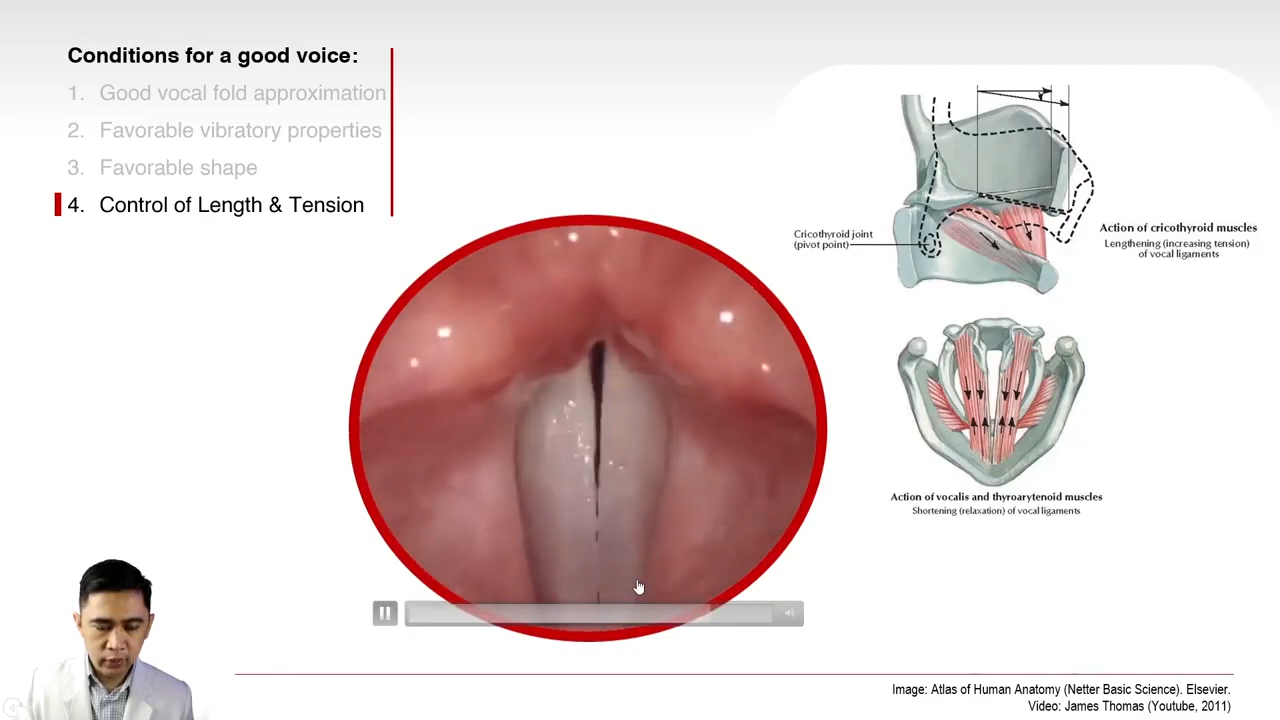 Conditions for a good voice:
1. Good vocal fold approximation
2. Favorable vibratory properties
3. Favorable shape
4. Control of Length & Tension
Cricothyroid joint
(pivot point)
Action of cricothyroid muscles
Lengthening (increasing tension)
of vocal ligaments
Action of vocalis and thyroarytenoid muscles
Shortening (relaxation) of vocal ligaments
Image: Atlas of Human Anatomy (Netter Basic Science). Elsevier.
Video: James Thomas (Youtube, 2011)